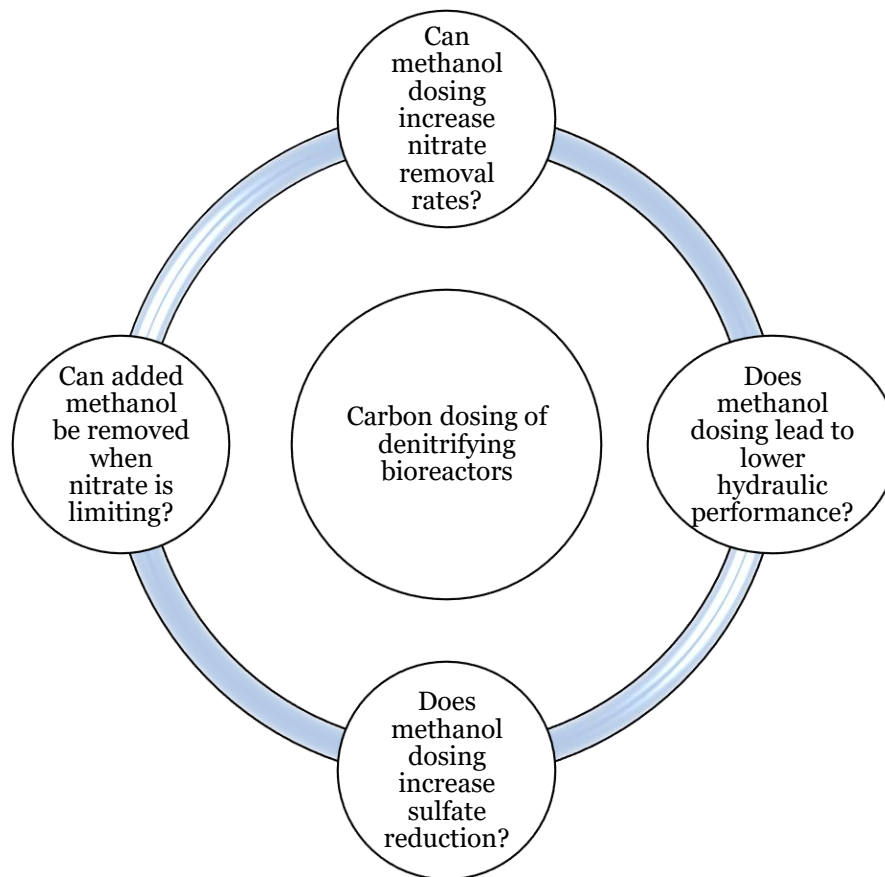 Can
methanol
dosing
increase
nitrate
removal
rates?
Does
methanol
dosing lead to
lower
hydraulic
performance?
Does
methanol
dosing
increase
sulfate
reduction?
Can added
methanol
be removed
when
nitrate is
limiting?
Carbon dosing of
denitrifying
bioreactors